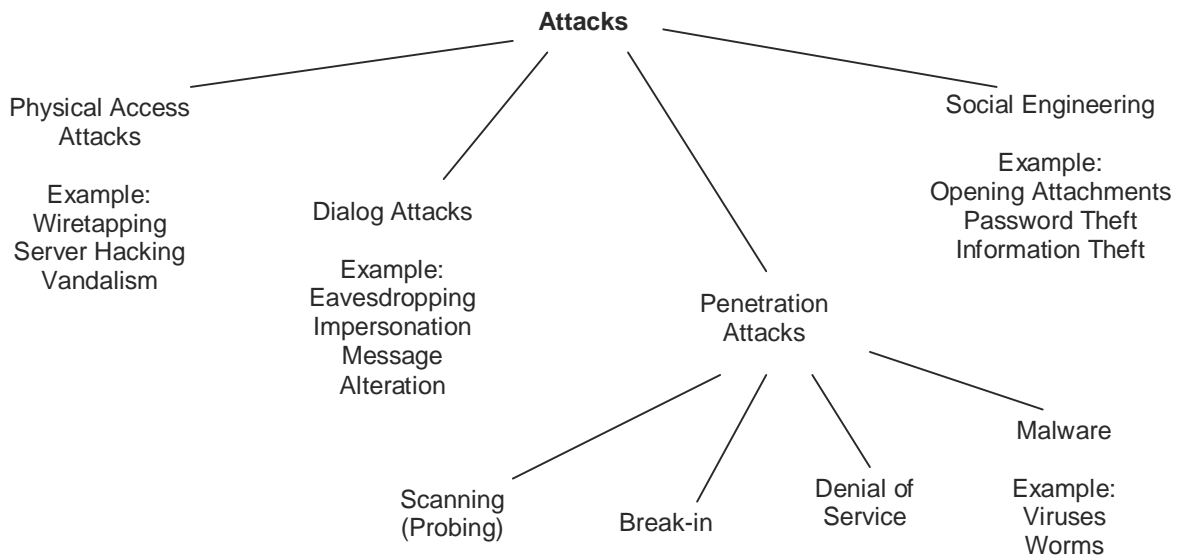 Attacks
Physical Access
Attacks
Example:
Wiretapping
Server Hacking
Vandalism
Dialog Attacks
Example:
Eavesdropping
Impersonation
Message
Alteration
Penetration
Attacks
Social Engineering
Example:
Opening Attachments
Password Theft
Information Theft
Scanning
(Probing)
Break-in
Denial of
Service
Malware
Example:
Viruses
Worms